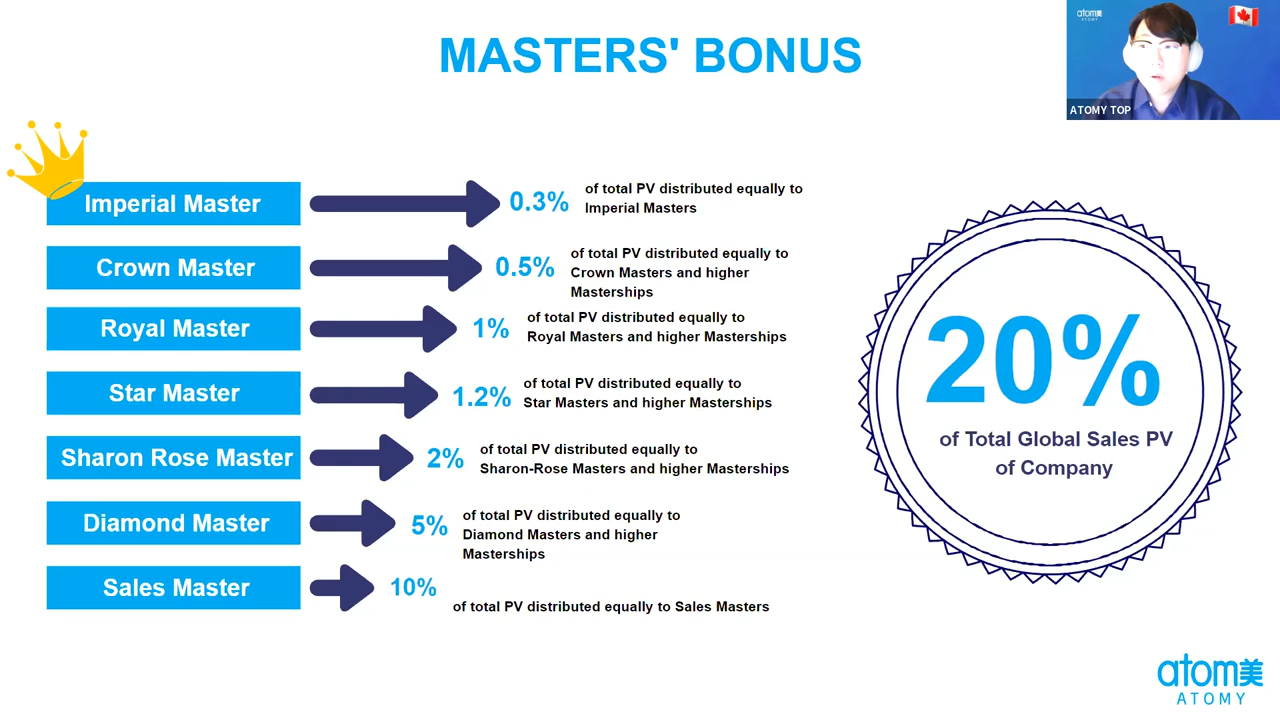 MASTERS' BONUS
atom美
ATOMY
ATOMY TOP
Imperial Master
0.3%
of total PV distributed equally to
Imperial Masters
Crown Master
0.5%
of total PV distributed equally to
Crown Masters and higher
Masterships
Royal Master
1%
of total PV distributed equally to
Royal Masters and higher Masterships
Star Master
1.2%
of total PV distributed equally to
Star Masters and higher Masterships
Sharon Rose Master
2%
of total PV distributed equally to
Sharon-Rose Masters and higher Masterships
Diamond Master
5%
of total PV distributed equally to
Diamond Masters and higher
Masterships
Sales Master
10%
of total PV distributed equally to Sales Masters
20%
of Total Global Sales PV
of Company
atom美
ATOMY